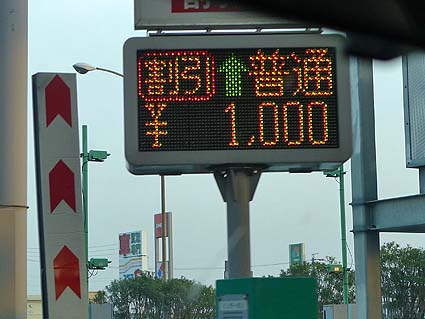 割引 ↑ 普通
¥ 1,000